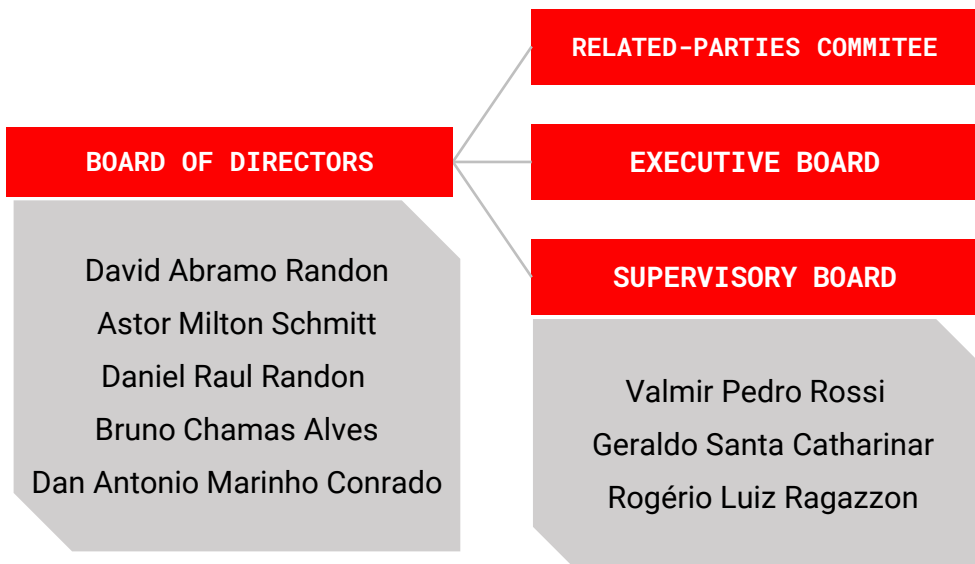 RELATED-PARTIES COMMITEE
BOARD OF DIRECTORS
EXECUTIVE BOARD
SUPERVISORY BOARD
David Abramo Randon
Astor Milton Schmitt
Daniel Raul Randon
Bruno Chamas Alves
Dan Antonio Marinho Conrado
Valmir Pedro Rossi
Geraldo Santa Catharinar
Rogério Luiz Ragazzon